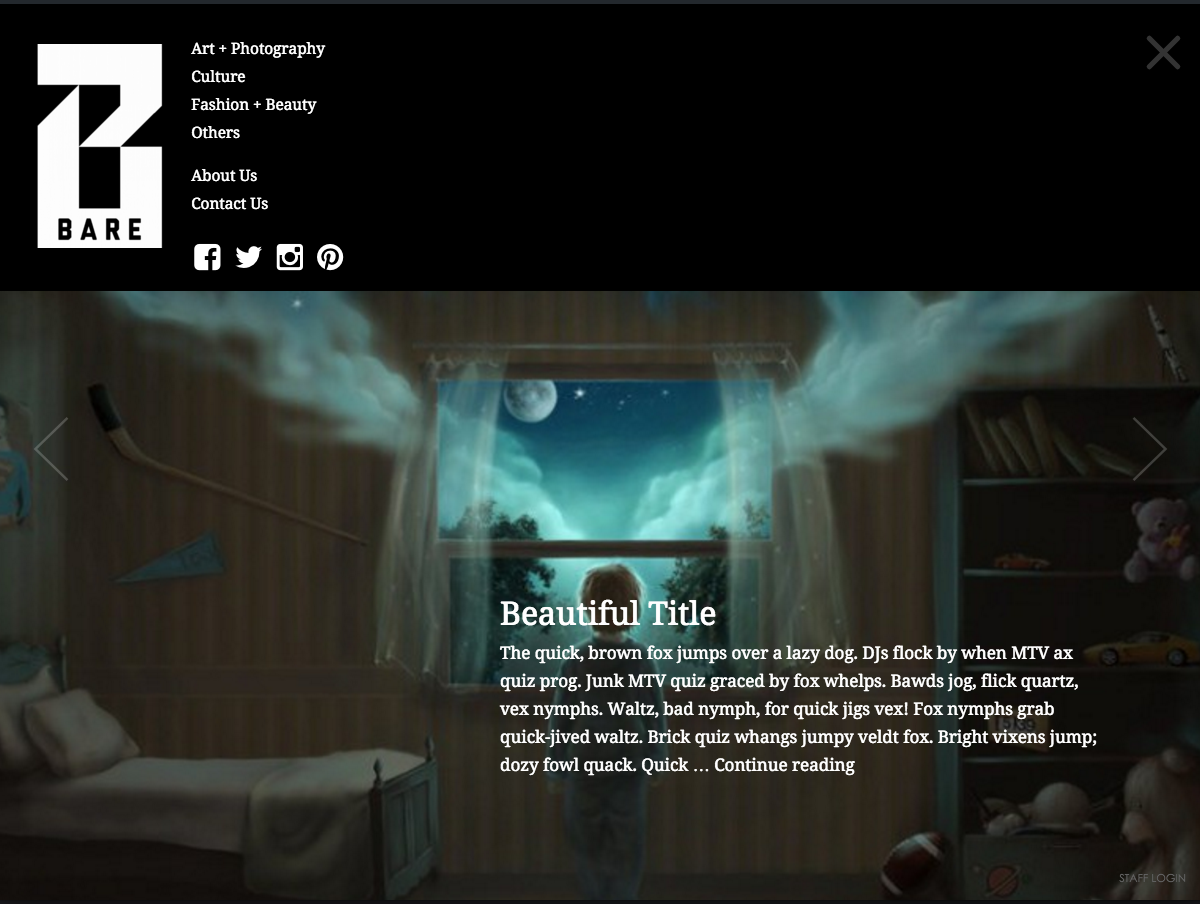 BARE
Art + Photography
Culture
Fashion + Beauty
Others
About Us
Contact Us
Beautiful Title
The quick, brown fox jumps over a lazy dog. DJs flock by when MTV ax
quiz prog. Junk MTV quiz graced by fox whelps. Bawds jog, flick quartz,
vex nymphs. Waltz, bad nymph, for quick jigs vex! Fox nymphs grab
quick-jived waltz. Brick quiz whangs jumpy veldt fox. Bright vixens jump;
dozy fowl quack. Quick … Continue reading
STAFF LOGIN